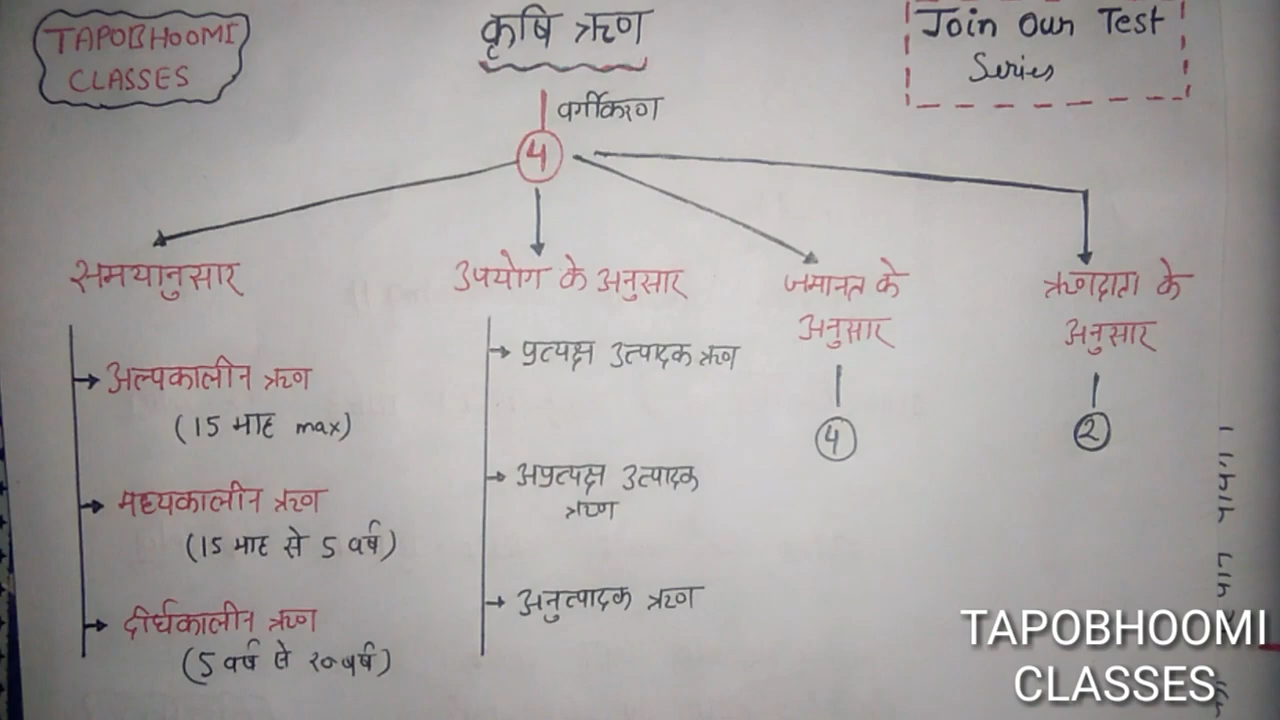 TAPOBHOOMI
CLASSES
कृषि ऋण
Join Our Test
Series
वर्गीकरण
4
समयानुसार
अल्पकालीन ऋण
(15 माह max)
मध्यकालीन ऋण
(15 माह से 5 वर्ष)
दीर्घकालीन ऋण
(5 वर्ष से २० वर्ष)
उपयोग के अनुसार
प्रत्यक्ष उत्पादक ऋण
अप्रत्यक्ष उत्पादक
ऋण
अनुत्पादक ऋण
जमानत के
अनुसार
4
ऋणदाता के
अनुसार
2
TAPOBHOOMI
CLASSES